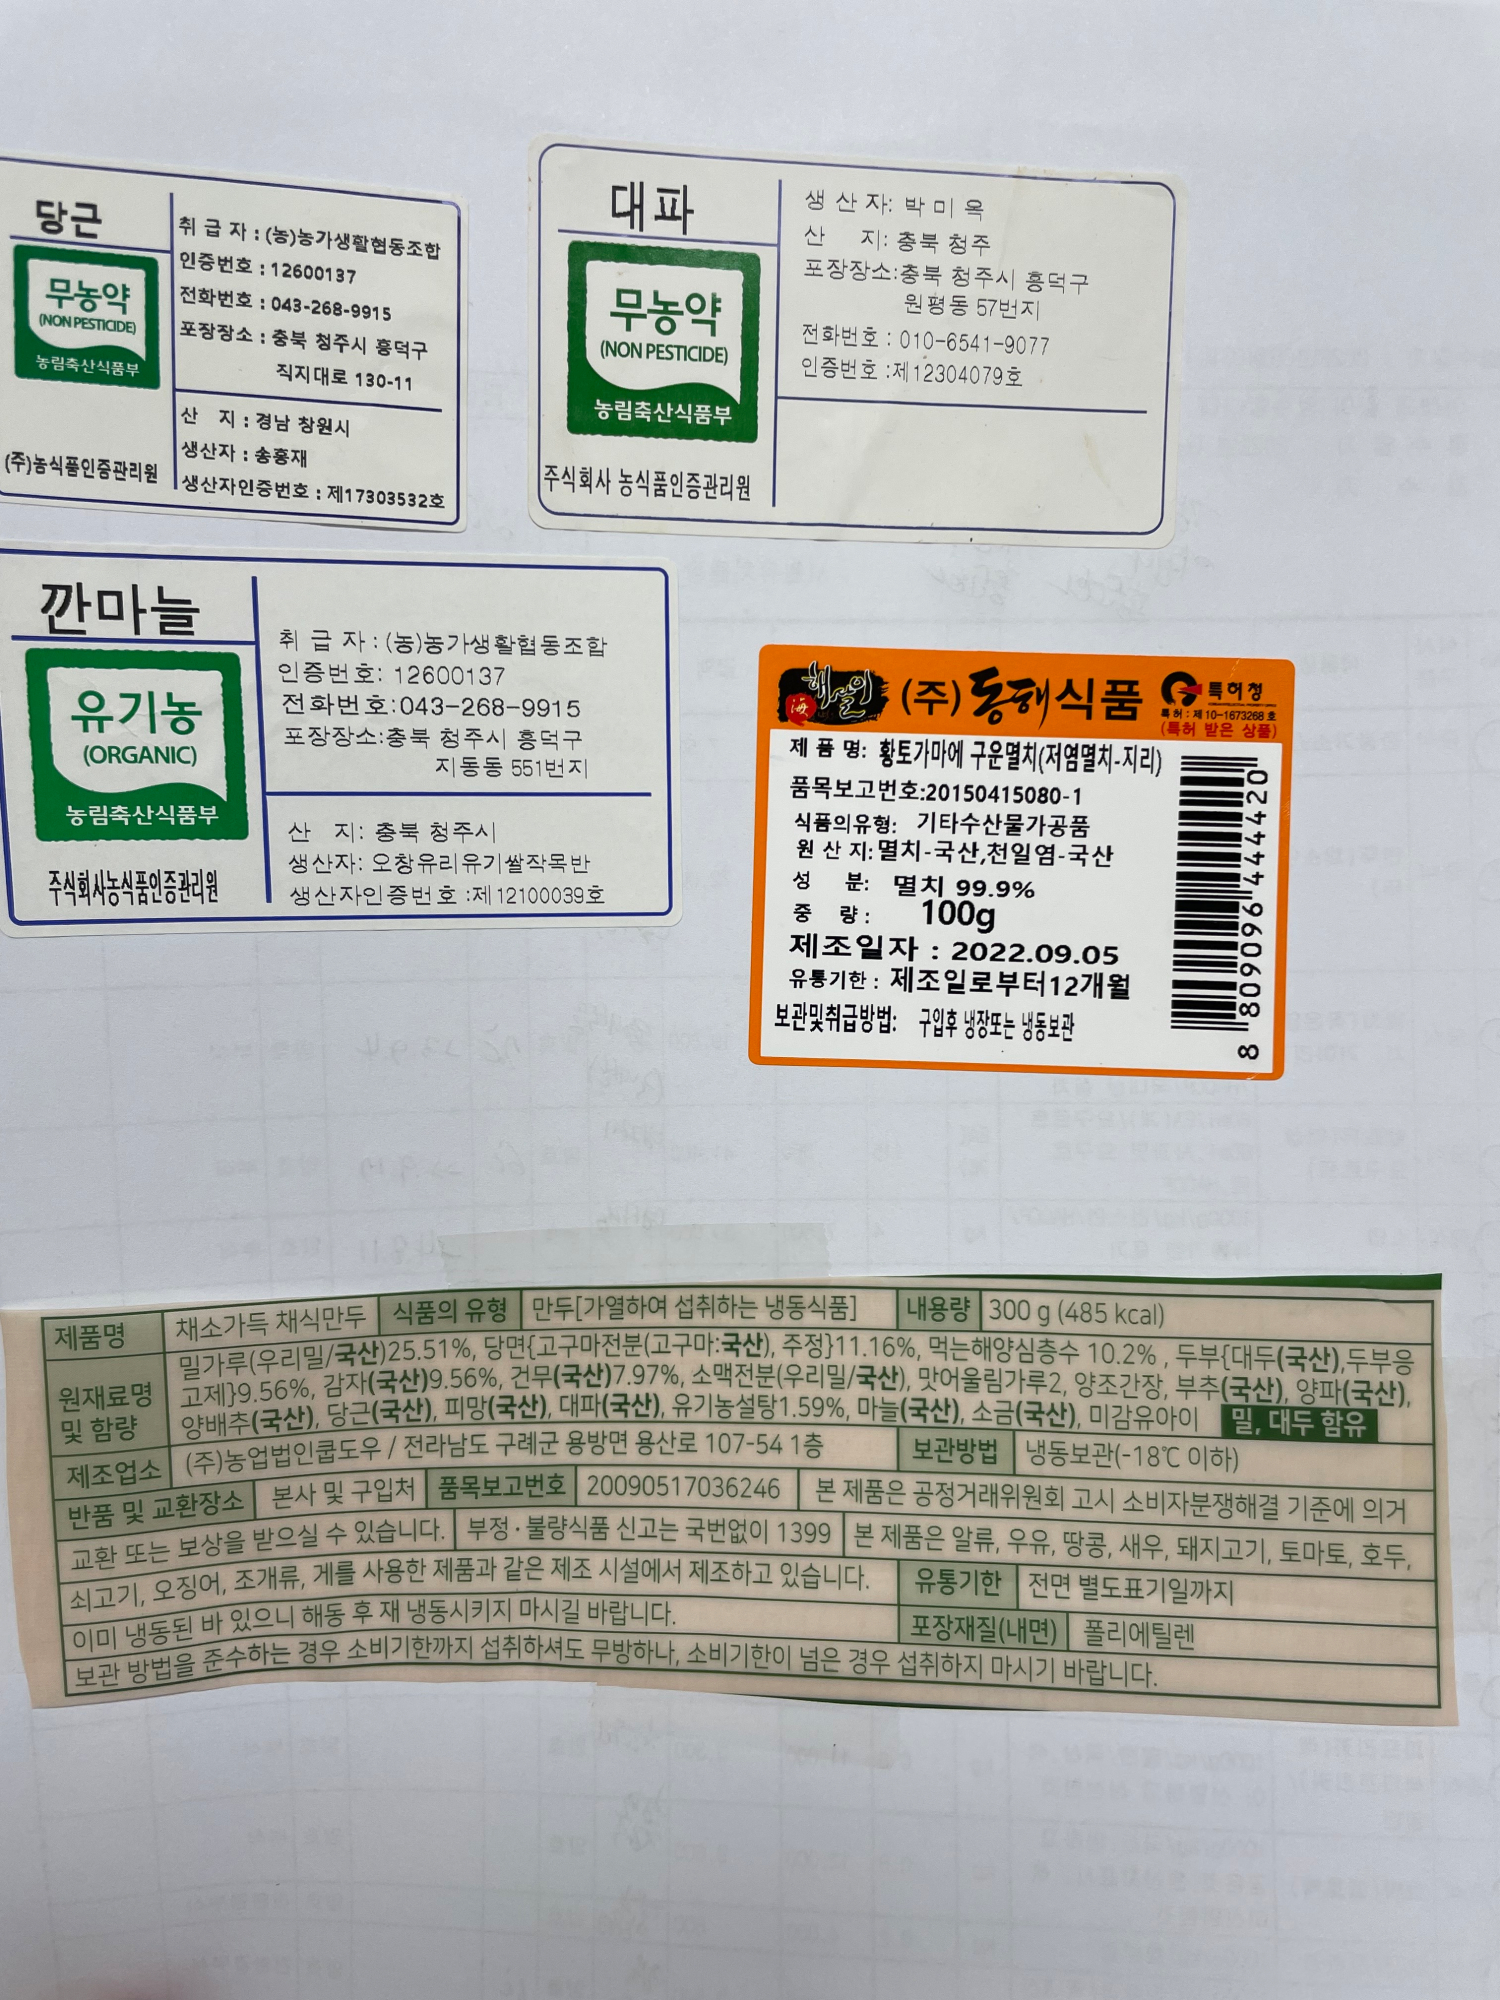 당근
무농약
(NON PESTICIDE)
농림축산식품부
(주)농식품인증관리원
취 급 자 : (농)농가생활협동조합
인증번호 : 12600137
전화번호 : 043-268-9915
포장장소 : 충북 청주시 흥덕구
직지대로 130-11
산 지 : 경남 창원시
생산자 : 송홍재
생산자인증번호 : 제17303532호
대파
무농약
(NON PESTICIDE)
농림축산식품부
주식회사 농식품인증관리원
생 산 자: 박 미 옥
산 지: 충북 청주
포장장소:충북 청주시 흥덕구
원평동 57번지
전화번호 : 010-6541-9077
인증번호 :제12304079호
깐마늘
유기농
(ORGANIC)
농림축산식품부
주식회사농식품인증관리원
취 급 자 : (농)농가생활협동조합
인증번호: 12600137
전화번호:043-268-9915
포장장소:충북 청주시 흥덕구
지동동 551번지
산 지: 충북 청주시
생산자: 오창유리유기쌀작목반
생산자인증번호 :제12100039호
해달인
海
(주)동해식품
특허청
특허 : 제 10-1673268 호
(특허 받은 상품)
제 품 명: 황토가마에 구운멸치(저염멸치-지리)
품목보고번호:20150415080-1
식품의유형: 기타수산물가공품
원 산 지:멸치-국산,천일염-국산
성 분: 멸치 99.9%
중 량: 100g
제조일자 : 2022.09.05
유통기한 : 제조일로부터12개월
보관및취급방법: 구입후 냉장또는 냉동보관
8 809096 444420
제품명 채소가득 채식만두 식품의 유형 만두[가열하여 섭취하는 냉동식품] 내용량 300 g (485 kcal)
원재료명 및 함량 밀가루(우리밀/국산)25.51%, 당면{고구마전분(고구마:국산), 주정}11.16%, 먹는해양심층수 10.2% , 두부{대두(국산),두부응
고제}9.56%, 감자(국산)9.56%, 건무(국산)7.97%, 소맥전분(우리밀/국산), 맛어울림가루2, 양조간장, 부추(국산), 양파(국산),
양배추(국산), 당근(국산), 피망(국산), 대파(국산), 유기농설탕1.59%, 마늘(국산), 소금(국산), 미감유아이 밀, 대두 함유
제조업소 (주)농업법인쿱도우 / 전라남도 구례군 용방면 용산로 107-54 1층 보관방법 냉동보관(-18℃ 이하)
반품 및 교환장소 본사 및 구입처 품목보고번호 20090517036246 본 제품은 공정거래위원회 고시 소비자분쟁해결 기준에 의거
교환 또는 보상을 받으실 수 있습니다. 부정 · 불량식품 신고는 국번없이 1399 본 제품은 알류, 우유, 땅콩, 새우, 돼지고기, 토마토, 호두,
쇠고기, 오징어, 조개류, 게를 사용한 제품과 같은 제조 시설에서 제조하고 있습니다. 유통기한 전면 별도표기일까지
이미 냉동된 바 있으니 해동 후 재 냉동시키지 마시길 바랍니다. 포장재질(내면) 폴리에틸렌
보관 방법을 준수하는 경우 소비기한까지 섭취하셔도 무방하나, 소비기한이 넘은 경우 섭취하지 마시기 바랍니다.